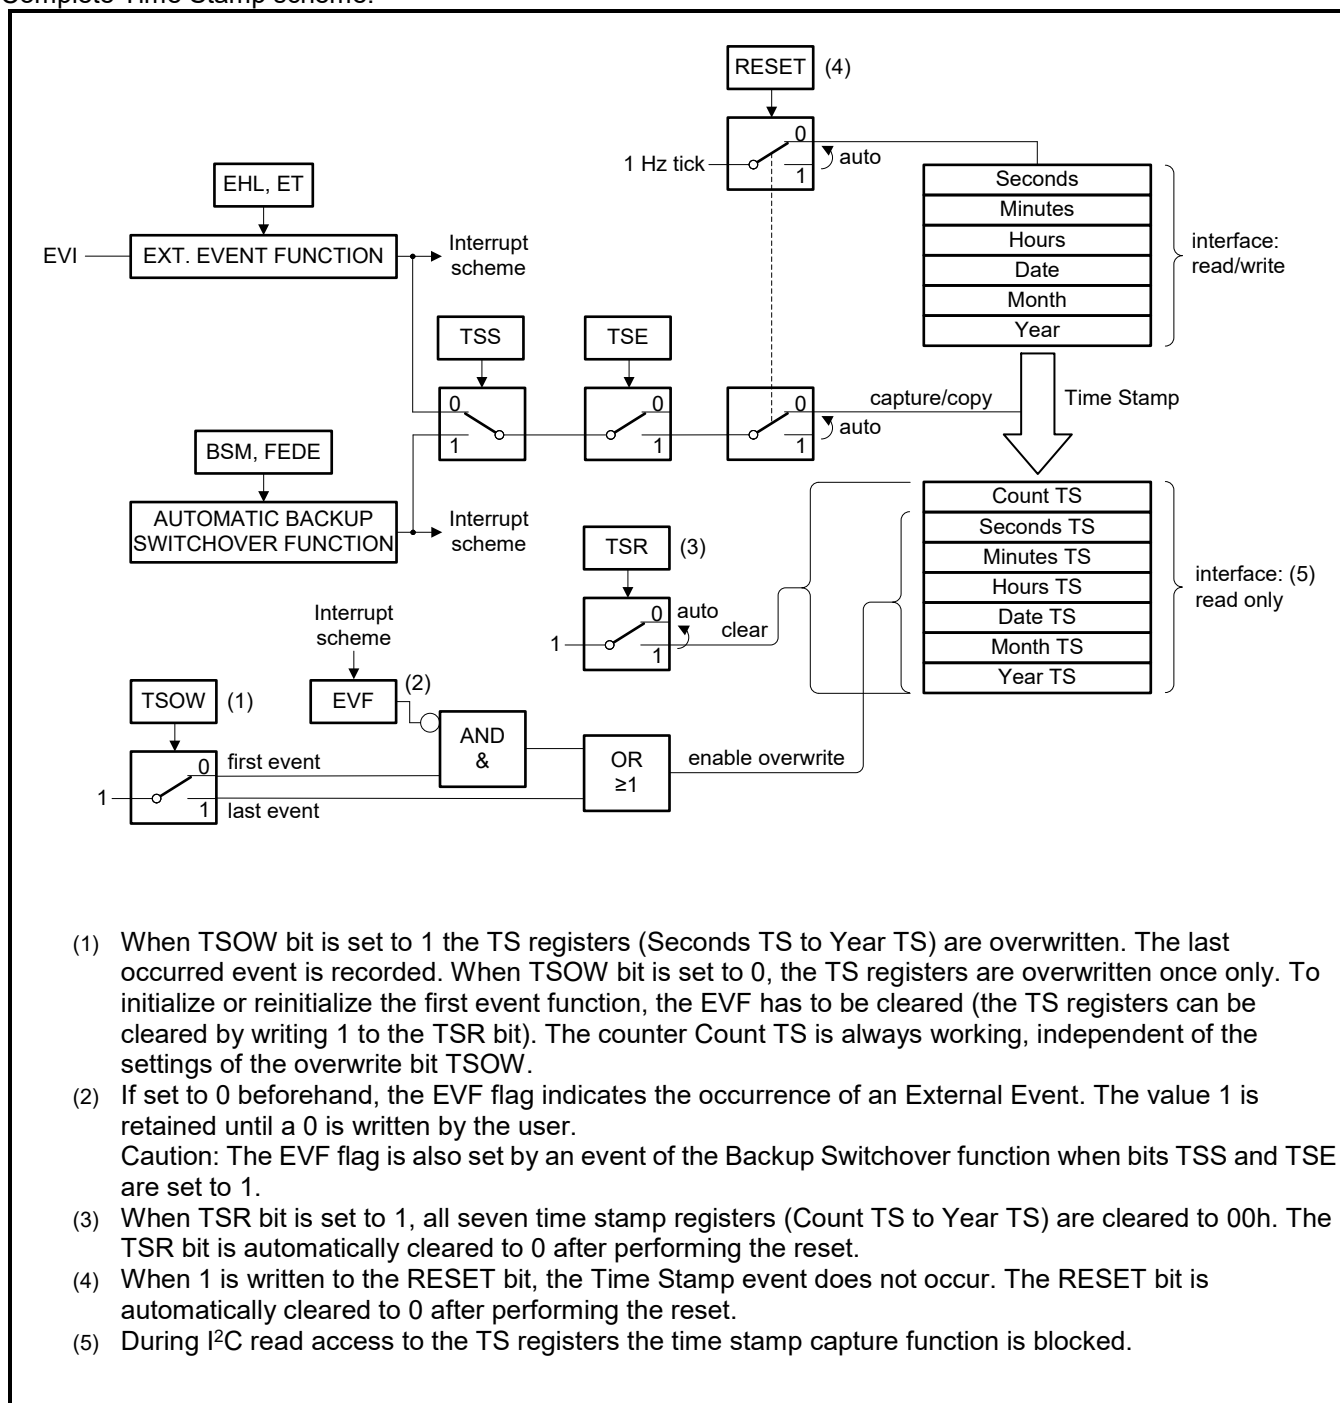 Complete Time Stamp scheme:
RESET (4)
0
1 Hz tick
auto
1
Seconds
Minutes
Hours
Date
Month
Year
interface:
read/write
EHL, ET
EVI
EXT. EVENT FUNCTION
Interrupt
scheme
TSS
TSE
0
1
0
1
0
1
auto
capture/copy
Time Stamp
BSM, FEDE
AUTOMATIC BACKUP
SWITCHOVER FUNCTION
Interrupt
scheme
Count TS
Seconds TS
Minutes TS
Hours TS
Date TS
Month TS
Year TS
interface: (5)
read only
TSR (3)
1
0
1
auto
clear
Interrupt
scheme
TSOW (1)
EVF (2)
AND
&
OR
≥1
enable overwrite
1
0
1
first event
last event
(1) When TSOW bit is set to 1 the TS registers (Seconds TS to Year TS) are overwritten. The last
occurred event is recorded. When TSOW bit is set to 0, the TS registers are overwritten once only. To
initialize or reinitialize the first event function, the EVF has to be cleared (the TS registers can be
cleared by writing 1 to the TSR bit). The counter Count TS is always working, independent of the
settings of the overwrite bit TSOW.
(2) If set to 0 beforehand, the EVF flag indicates the occurrence of an External Event. The value 1 is
retained until a 0 is written by the user.
Caution: The EVF flag is also set by an event of the Backup Switchover function when bits TSS and TSE
are set to 1.
(3) When TSR bit is set to 1, all seven time stamp registers (Count TS to Year TS) are cleared to 00h. The
TSR bit is automatically cleared to 0 after performing the reset.
(4) When 1 is written to the RESET bit, the Time Stamp event does not occur. The RESET bit is
automatically cleared to 0 after performing the reset.
(5) During I²C read access to the TS registers the time stamp capture function is blocked.